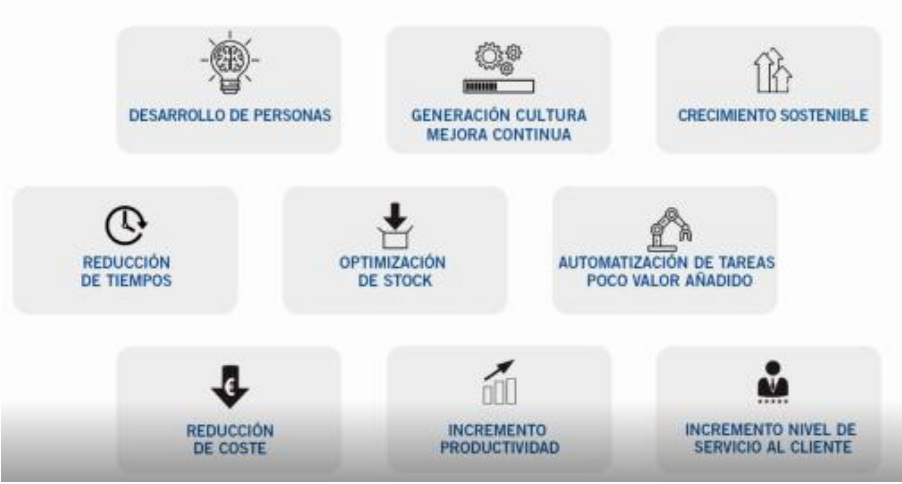 DESARROLLO DE PERSONAS
GENERACIÓN CULTURA
MEJORA CONTINUA
CRECIMIENTO SOSTENIBLE
REDUCCIÓN
DE TIEMPOS
OPTIMIZACIÓN
DE STOCK
AUTOMATIZACIÓN DE TAREAS
POCO VALOR AÑADIDO
€
REDUCCIÓN
DE COSTE
INCREMENTO
PRODUCTIVIDAD
INCREMENTO NIVEL DE
SERVICIO AL CLIENTE